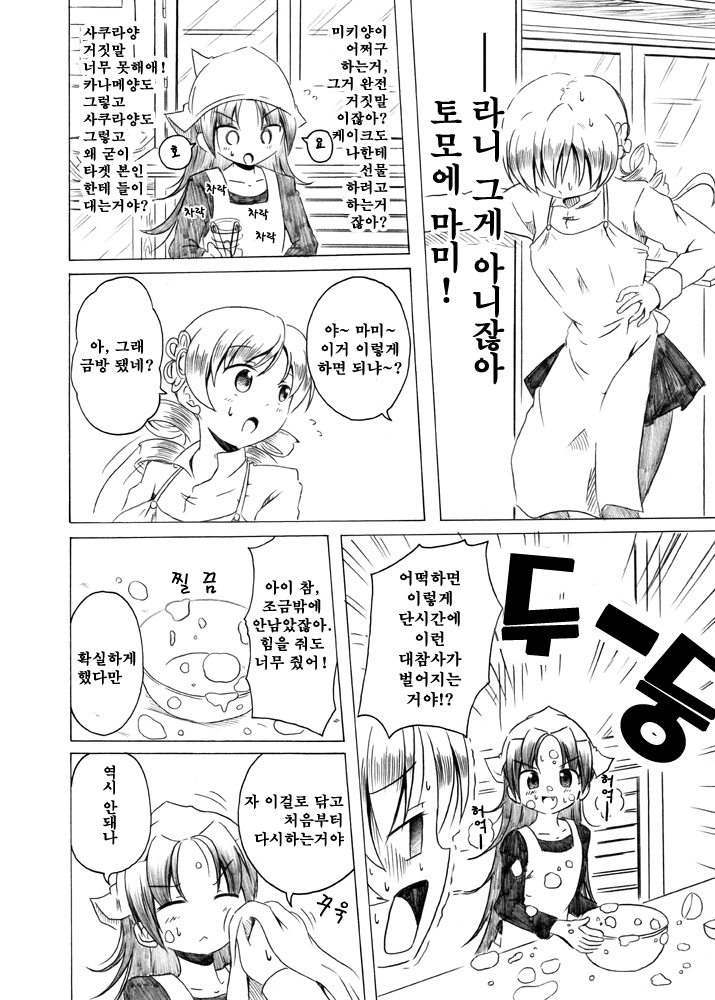 ──라니 그게 아니잖아
토모에 마미!
미키양이
어쩌구
하는거,
그거 완전
거짓말
이잖아?
케이크도
나한테
선물
하려고
하는거
잖아?
사쿠라양
거짓말
너무 못해애!
카나메양도
그렇고
사쿠라양도
그렇고
왜 굳이
타겟 본인
한테 들이
대는거야?
요
호
차락
차락
차락
차락
야~ 마미~
이거 이렇게
하면 되냐~?
아, 그래
금방 됐네?
두-둥
어떡하면
이렇게
단시간에
이런
대참사가
벌어지는
거야!?
허억─
허억─
찔끔
아이 참,
조금밖에
안남았잖아.
힘을 줘도
너무 줬어!
확실하게
했다만
자 이걸로 닦고
처음부터
다시하는거야
역시 안돼나
꾸욱